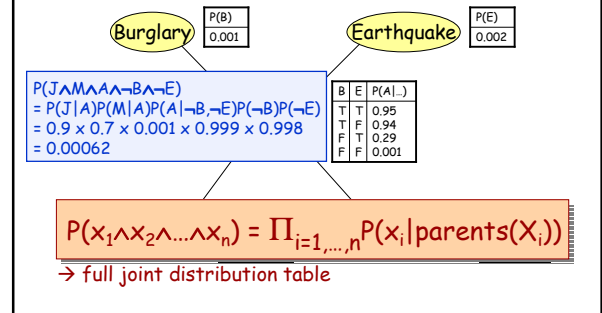 Burglary
P(B)
0.001
Earthquake
P(E)
0.002
P(J∧M∧A∧¬B∧¬E)
= P(J|A)P(M|A)P(A|¬B,¬E)P(¬B)P(¬E)
= 0.9 x 0.7 x 0.001 x 0.999 x 0.998
= 0.00062
B E P(A|…)
T T 0.95
T F 0.94
F T 0.29
F F 0.001
P(x₁∧x₂∧…∧xₙ) = Πᵢ₌₁,…,ₙP(xᵢ|parents(Xᵢ))
→ full joint distribution table